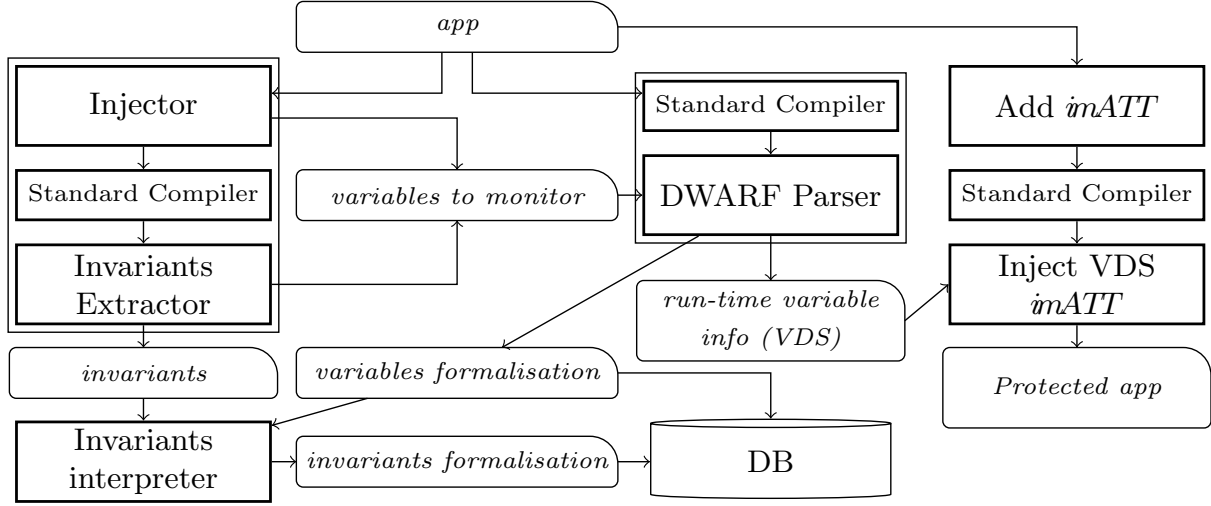 app
Injector
Standard Compiler
Add imATT
Standard Compiler
variables to monitor
DWARF Parser
Standard Compiler
Invariants
Extractor
Inject VDS
imATT
run-time variable
info (VDS)
invariants
variables formalisation
Protected app
Invariants
interpreter
invariants formalisation
DB